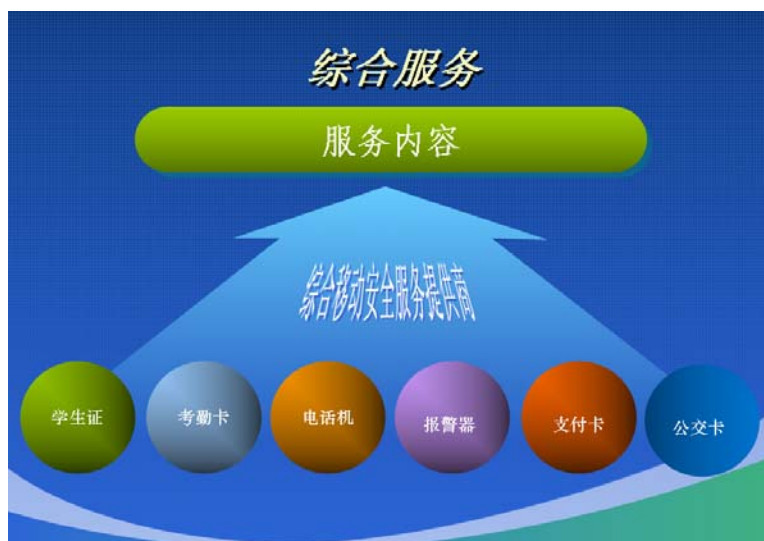 综合服务
服务内容
综合移动安全服务提供商
学生证
考勤卡
电话机
报警器
支付卡
公交卡